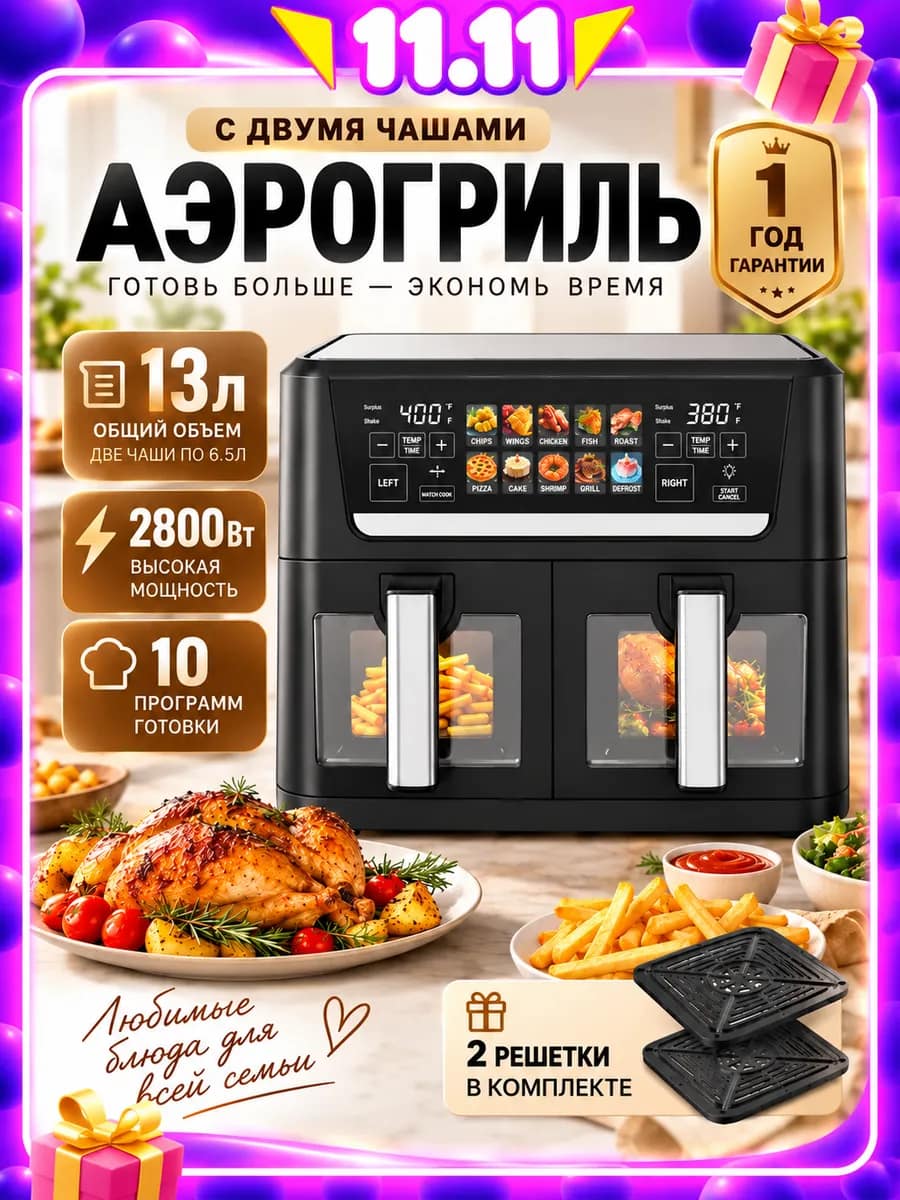 11.11
С ДВУМЯ ЧАШАМИ
АЭРОГРИЛЬ
ГОТОВЬ БОЛЬШЕ — ЭКОНОМЬ ВРЕМЯ
1
ГОД
ГАРАНТИИ
13л
ОБЩИЙ ОБЪЕМ
ДВЕ ЧАШИ ПО 6.5Л
2800Вт
ВЫСОКАЯ
МОЩНОСТЬ
10
ПРОГРАММ
ГОТОВКИ
Surplus
Shake
400 °F
F
TEMP
TIME
LEFT
MATCH COOK
CHIPS WINGS CHICKEN FISH ROAST
PIZZA CAKE SHRIMP GRILL DEFROST
Surplus
Shake
380 °F
F
TEMP
TIME
RIGHT
START
CANCEL
Любимые
блюда для
всей семьи
2 РЕШЕТКИ
В КОМПЛЕКТЕ